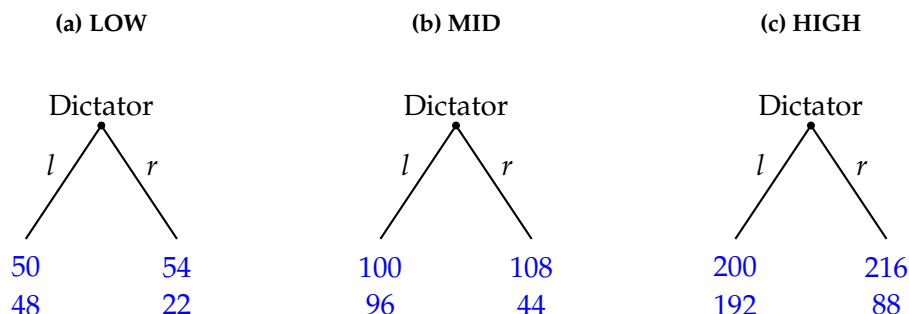 (a) LOW (b) MID (c) HIGH
Dictator Dictator Dictator
l r l r l r
50 54 100 108 200 216
48 22 96 44 192 88